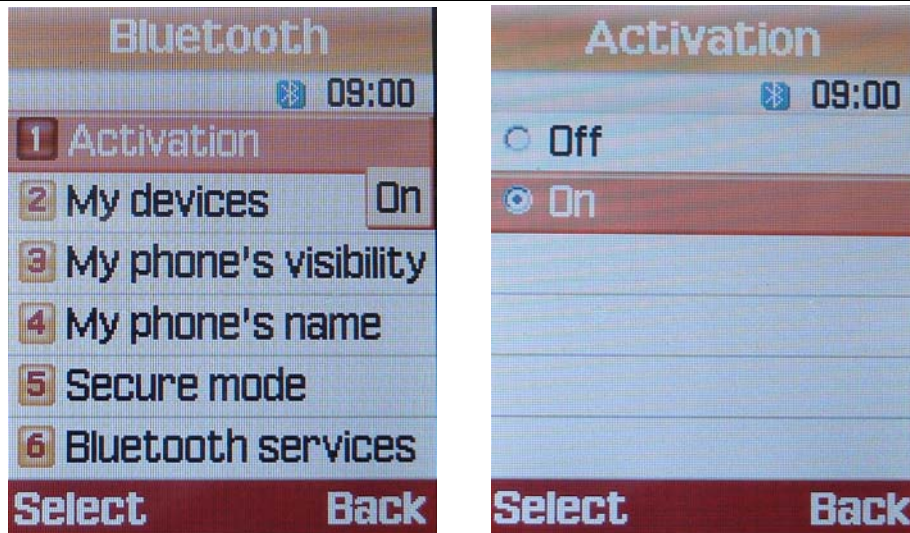 Bluetooth
09:00
1 Activation
On
2 My devices
3 My phone's visibility
4 My phone's name
5 Secure mode
6 Bluetooth services
Select Back
Activation
09:00
Off
On
Select Back